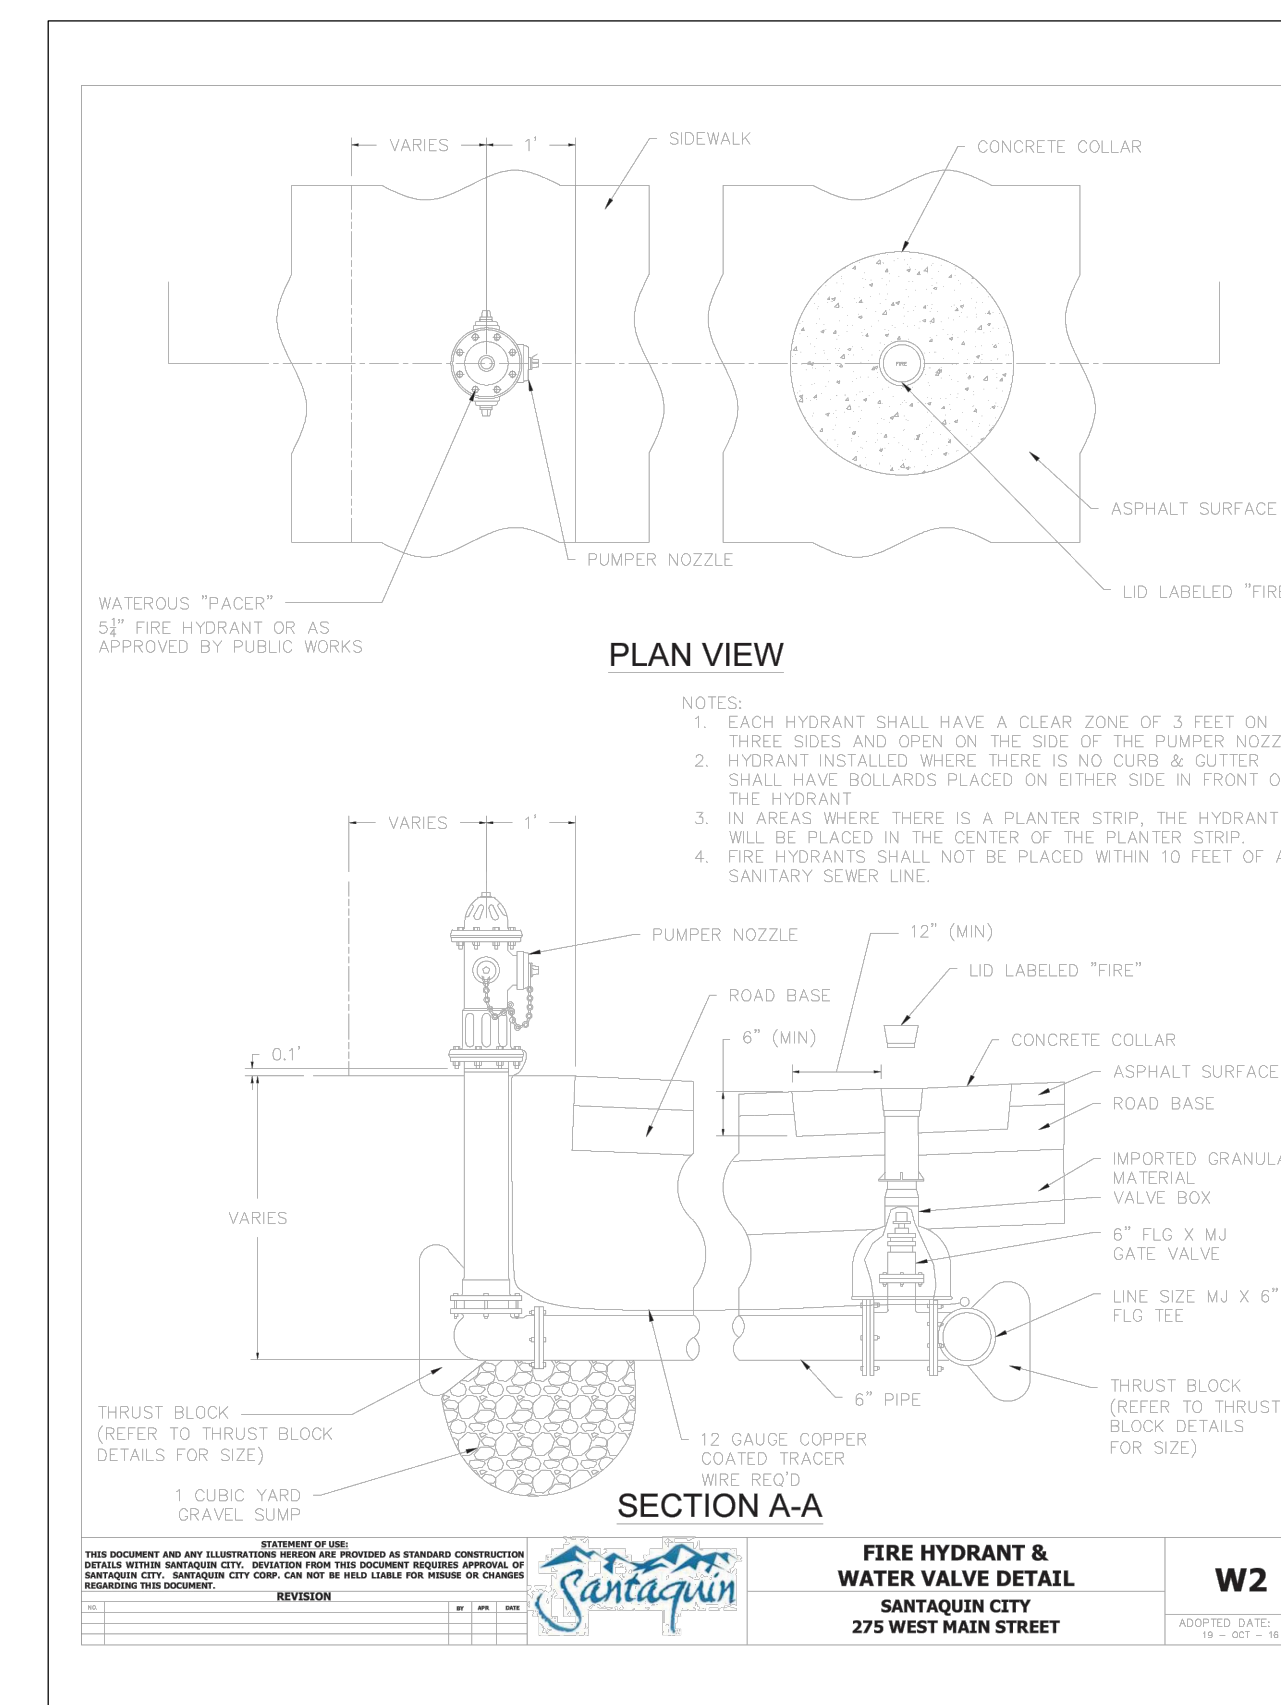 VARIES
1'
SIDEWALK
CONCRETE COLLAR
FIRE
ASPHALT SURFACE
PUMPER NOZZLE
LID LABELED "FIRE
WATEROUS "PACER"
5 1/4" FIRE HYDRANT OR AS
APPROVED BY PUBLIC WORKS
PLAN VIEW
NOTES:
1. EACH HYDRANT SHALL HAVE A CLEAR ZONE OF 3 FEET ON
THREE SIDES AND OPEN ON THE SIDE OF THE PUMPER NOZZ
2. HYDRANT INSTALLED WHERE THERE IS NO CURB & GUTTER
SHALL HAVE BOLLARDS PLACED ON EITHER SIDE IN FRONT O
THE HYDRANT
3. IN AREAS WHERE THERE IS A PLANTER STRIP, THE HYDRANT
WILL BE PLACED IN THE CENTER OF THE PLANTER STRIP.
4. FIRE HYDRANTS SHALL NOT BE PLACED WITHIN 10 FEET OF A
SANITARY SEWER LINE.
VARIES
1'
PUMPER NOZZLE
12" (MIN)
LID LABELED "FIRE"
ROAD BASE
6" (MIN)
CONCRETE COLLAR
0.1'
ASPHALT SURFACE
ROAD BASE
IMPORTED GRANULA
MATERIAL
VALVE BOX
VARIES
6" FLG X MJ
GATE VALVE
LINE SIZE MJ X 6"
FLG TEE
THRUST BLOCK
(REFER TO THRUST
BLOCK DETAILS
FOR SIZE)
6" PIPE
THRUST BLOCK
(REFER TO THRUST BLOCK
DETAILS FOR SIZE)
12 GAUGE COPPER
COATED TRACER
WIRE REQ'D
1 CUBIC YARD
GRAVEL SUMP
SECTION A-A
STATEMENT OF USE:
THIS DOCUMENT AND ANY ILLUSTRATIONS HEREON ARE PROVIDED AS STANDARD CONSTRUCTION
DETAILS WITHIN SANTAQUIN CITY. DEVIATION FROM THIS DOCUMENT REQUIRES APPROVAL OF
SANTAQUIN CITY. SANTAQUIN CITY CORP. CAN NOT BE HELD LIABLE FOR MISUSE OR CHANGES
REGARDING THIS DOCUMENT.
REVISION
NO. BY APR DATE
Santaquin
FIRE HYDRANT &
WATER VALVE DETAIL
SANTAQUIN CITY
275 WEST MAIN STREET
W2
ADOPTED DATE:
19 - OCT - 16